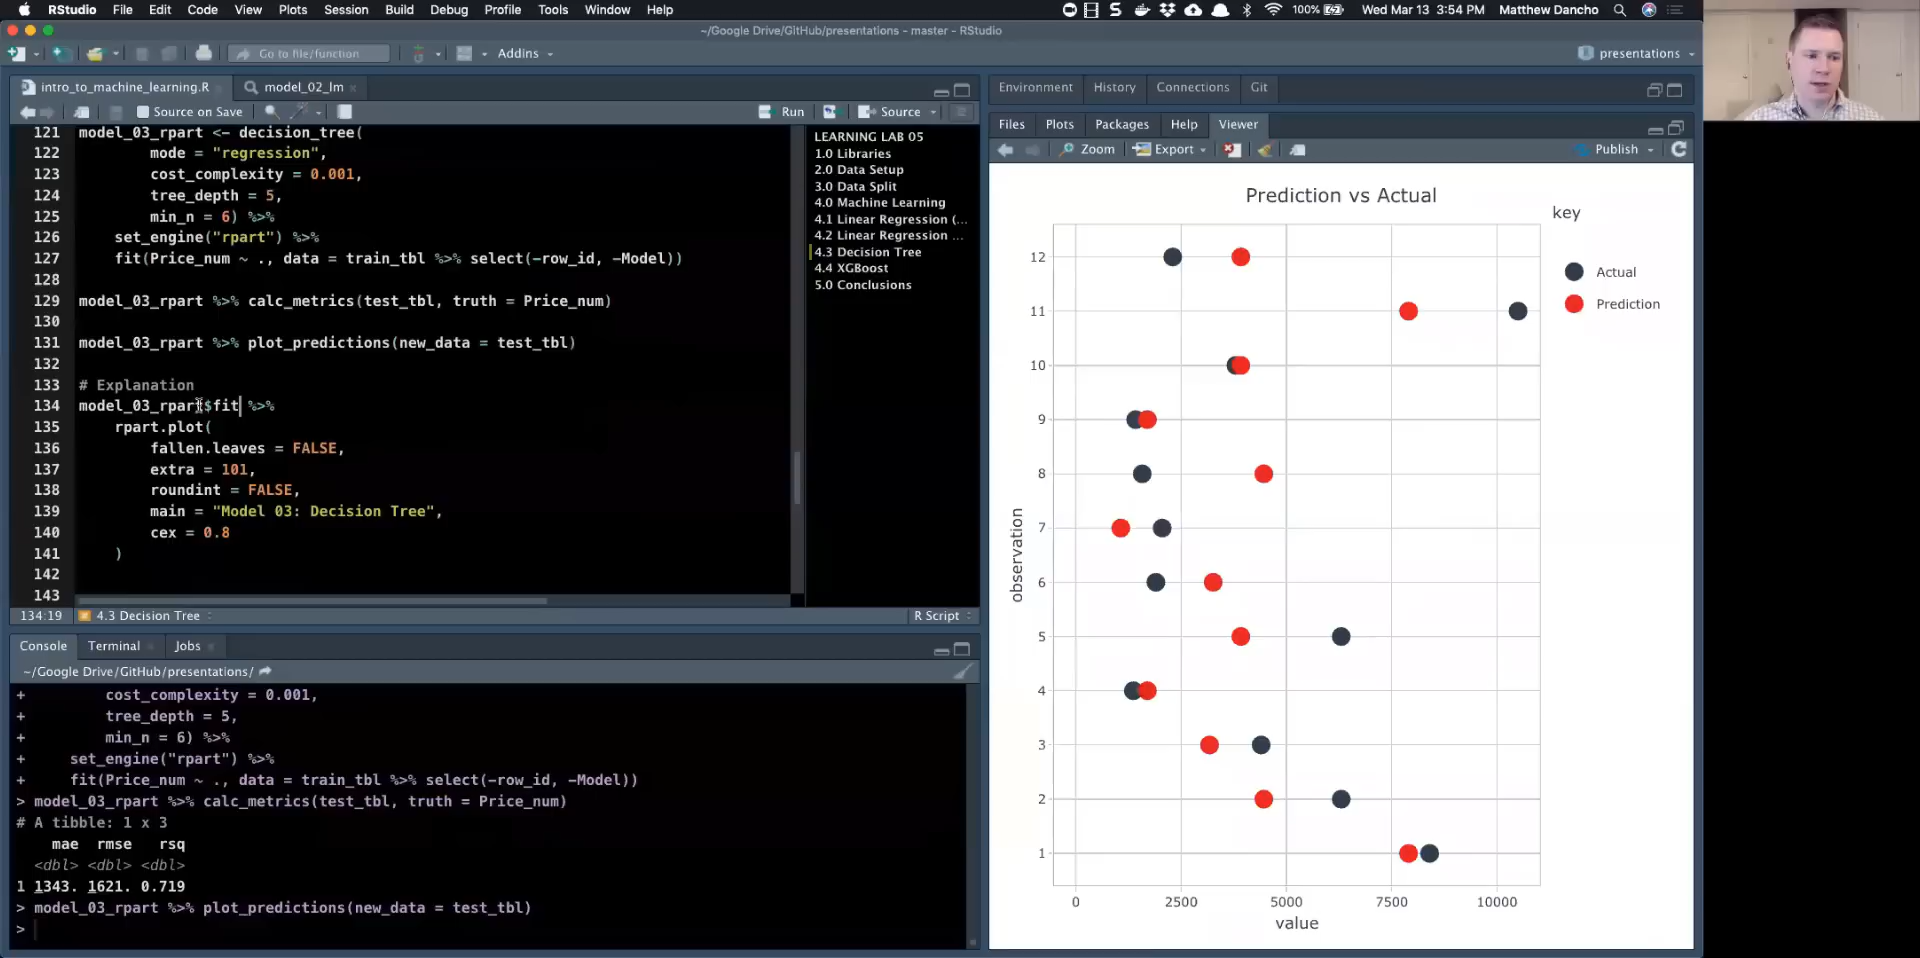 RStudio File Edit Code View Plots Session Build Debug Profile Tools Window Help 100% Wed Mar 13 3:54 PM Matthew Dancho
~/Google Drive/GitHub/presentations - master - RStudio
Go to file/function Addins presentations
intro_to_machine_learning.R model_02_lm
Source on Save Run Source
121 model_03_rpart <- decision_tree(
122 mode = "regression",
123 cost_complexity = 0.001,
124 tree_depth = 5,
125 min_n = 6) %>%
126 set_engine("rpart") %>%
127 fit(Price_num ~ ., data = train_tbl %>% select(-row_id, -Model))
128
129 model_03_rpart %>% calc_metrics(test_tbl, truth = Price_num)
130
131 model_03_rpart %>% plot_predictions(new_data = test_tbl)
132
133 # Explanation
134 model_03_rpart$fit %>%
135 rpart.plot(
136 fallen.leaves = FALSE,
137 extra = 101,
138 roundint = FALSE,
139 main = "Model 03: Decision Tree",
140 cex = 0.8
141 )
142
143
LEARNING LAB 05
1.0 Libraries
2.0 Data Setup
3.0 Data Split
4.0 Machine Learning
4.1 Linear Regression (...
4.2 Linear Regression ...
4.3 Decision Tree
4.4 XGBoost
5.0 Conclusions
134:19 4.3 Decision Tree R Script
Console Terminal Jobs
~/Google Drive/GitHub/presentations/
+ cost_complexity = 0.001,
+ tree_depth = 5,
+ min_n = 6) %>%
+ set_engine("rpart") %>%
+ fit(Price_num ~ ., data = train_tbl %>% select(-row_id, -Model))
> model_03_rpart %>% calc_metrics(test_tbl, truth = Price_num)
# A tibble: 1 x 3
mae rmse rsq
<dbl> <dbl> <dbl>
1 1343. 1621. 0.719
> model_03_rpart %>% plot_predictions(new_data = test_tbl)
>
Environment History Connections Git
Files Plots Packages Help Viewer
Zoom Export Publish
Prediction vs Actual
key
Actual
Prediction
12
11
10
9
8
7
6
5
4
3
2
1
observation
0 2500 5000 7500 10000
value